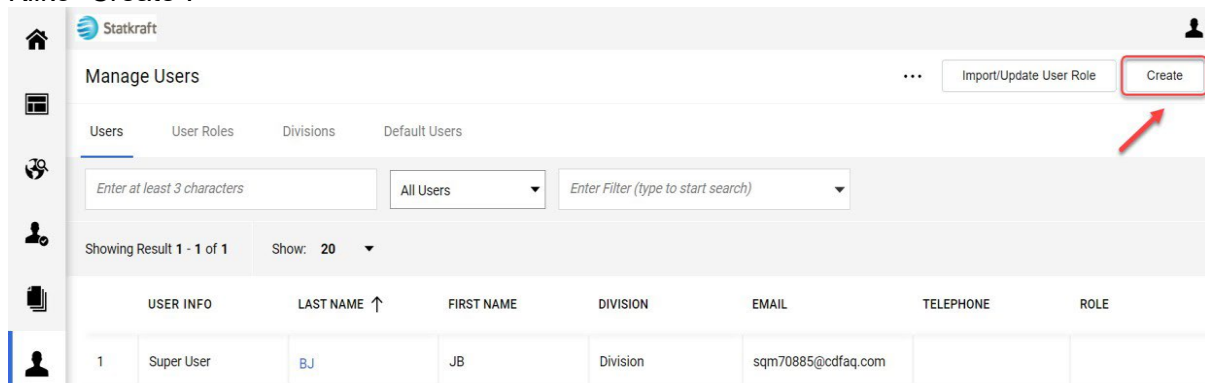 Statkraft
Manage Users
... Import/Update User Role Create
Users User Roles Divisions Default Users
Enter at least 3 characters All Users Enter Filter (type to start search)
Showing Result 1 - 1 of 1 Show: 20
USER INFO LAST NAME ↑ FIRST NAME DIVISION EMAIL TELEPHONE ROLE
1 Super User BJ JB Division sqm70885@cdfaq.com